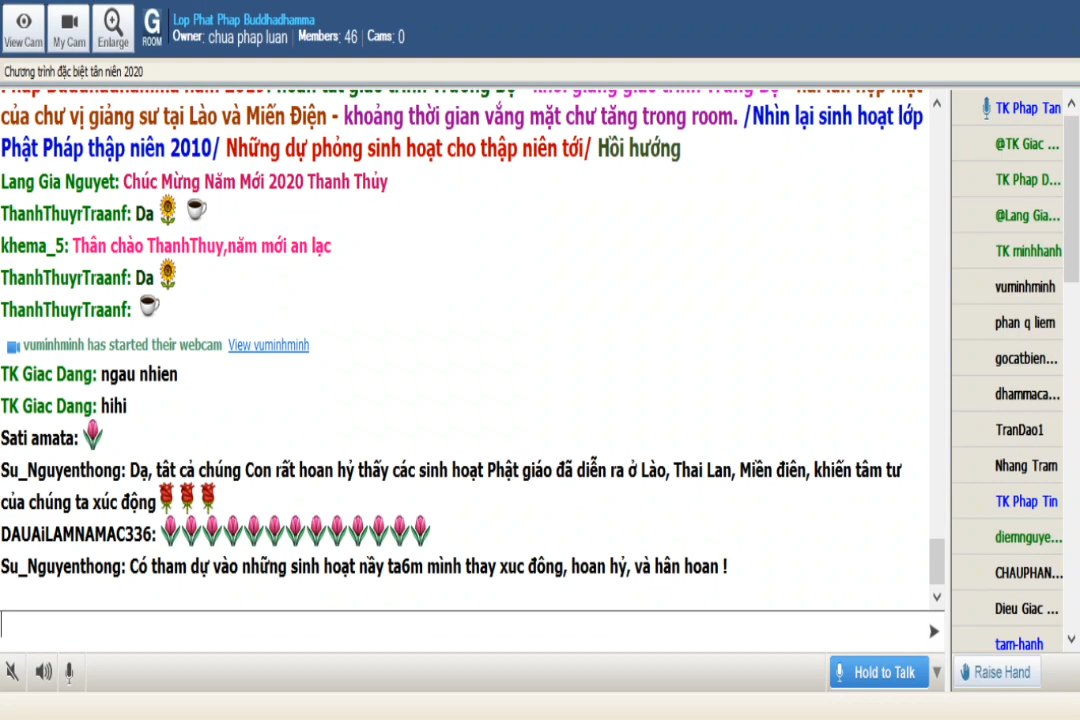 Lop Phat Phap Buddhadhamma
View Cam My Cam Enlarge G ROOM Owner: chua phap luan Members: 46 Cams: 0
Chương trình đặc biệt tân niên 2020
của chư vị giảng sư tại Lào và Miến Điện - khoảng thời gian vắng mặt chư tăng trong room. /Nhìn lại sinh hoạt lớp
Phật Pháp thập niên 2010/ Những dự phỏng sinh hoạt cho thập niên tới/ Hồi hướng
Lang Gia Nguyet: Chúc Mừng Năm Mới 2020 Thanh Thủy
ThanhThuyrTraanf: Da
khema_5: Thân chào ThanhThuy,năm mới an lạc
ThanhThuyrTraanf: Da
ThanhThuyrTraanf:
vuminhminh has started their webcam View vuminhminh
TK Giac Dang: ngau nhien
TK Giac Dang: hihi
Sati amata:
Su_Nguyenthong: Dạ, tât cả chúng Con rất hoan hỷ thấy các sinh hoạt Phật giáo đã diễn ra ở Lào, Thai Lan, Miền điên, khiến tâm tư
của chúng ta xúc động
DAUAiLAMNAMAC336:
Su_Nguyenthong: Có tham dự vào những sinh hoạt nầy ta6m mình thay xuc đông, hoan hỷ, và hân hoan !
TK Phap Tan
@TK Giac ...
TK Phap D...
@Lang Gia...
TK minhhanh
vuminhminh
phan q liem
gocatbien...
dhammaca...
TranDao1
Nhang Tram
TK Phap Tin
diemnguye...
CHAUPHAN...
Dieu Giac ...
tam-hanh
Hold to Talk
Raise Hand